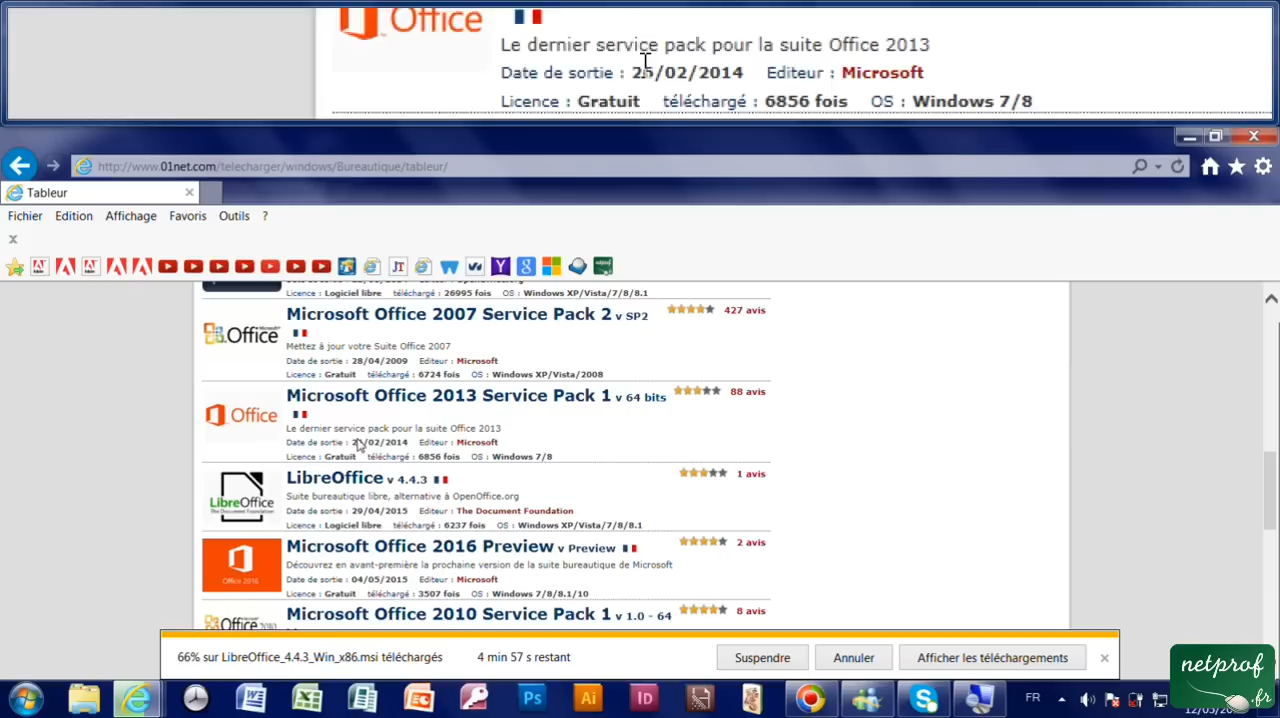 Office
Le dernier service pack pour la suite Office 2013
Date de sortie : 25/02/2014 Editeur : Microsoft
Licence : Gratuit téléchargé : 6856 fois OS : Windows 7/8
http://www.01net.com/telecharger/windows/Bureautique/tableur/
Tableur
Fichier Edition Affichage Favoris Outils ?
Licence : Logiciel libre téléchargé : 26995 fois OS : Windows XP/Vista/7/8/8.1
Microsoft Office 2007 Service Pack 2 v SP2 427 avis
Office
Mettez à jour votre Suite Office 2007
Date de sortie : 28/04/2009 Editeur : Microsoft
Licence : Gratuit téléchargé : 6724 fois OS : Windows XP/Vista/2008
Microsoft Office 2013 Service Pack 1 v 64 bits 88 avis
Office
Le dernier service pack pour la suite Office 2013
Date de sortie : 25/02/2014 Editeur : Microsoft
Licence : Gratuit téléchargé : 6856 fois OS : Windows 7/8
LibreOffice v 4.4.3 1 avis
LibreOffice
The Document Foundation
Suite bureautique libre, alternative à OpenOffice.org
Date de sortie : 29/04/2015 Editeur : The Document Foundation
Licence : Logiciel libre téléchargé : 6237 fois OS : Windows XP/Vista/7/8/8.1
Microsoft Office 2016 Preview v Preview 2 avis
Office 2016
Découvrez en avant-première la prochaine version de la suite bureautique de Microsoft
Date de sortie : 04/05/2015 Editeur : Microsoft
Licence : Gratuit téléchargé : 3507 fois OS : Windows 7/8/8.1/10
Microsoft Office 2010 Service Pack 1 v 1.0 - 64 8 avis
Office 2010
66% sur LibreOffice_4.4.3_Win_x86.msi téléchargés 4 min 57 s restant Suspendre Annuler Afficher les téléchargements
netprof
.fr
Ps Ai ID FR